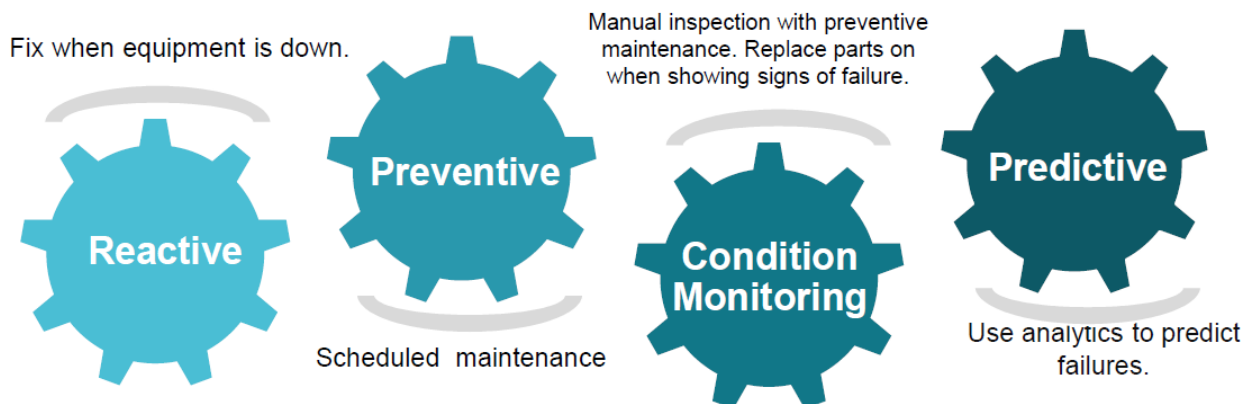 Fix when equipment is down.
Reactive
Preventive
Scheduled maintenance
Manual inspection with preventive
maintenance. Replace parts on
when showing signs of failure.
Condition
Monitoring
Predictive
Use analytics to predict
failures.